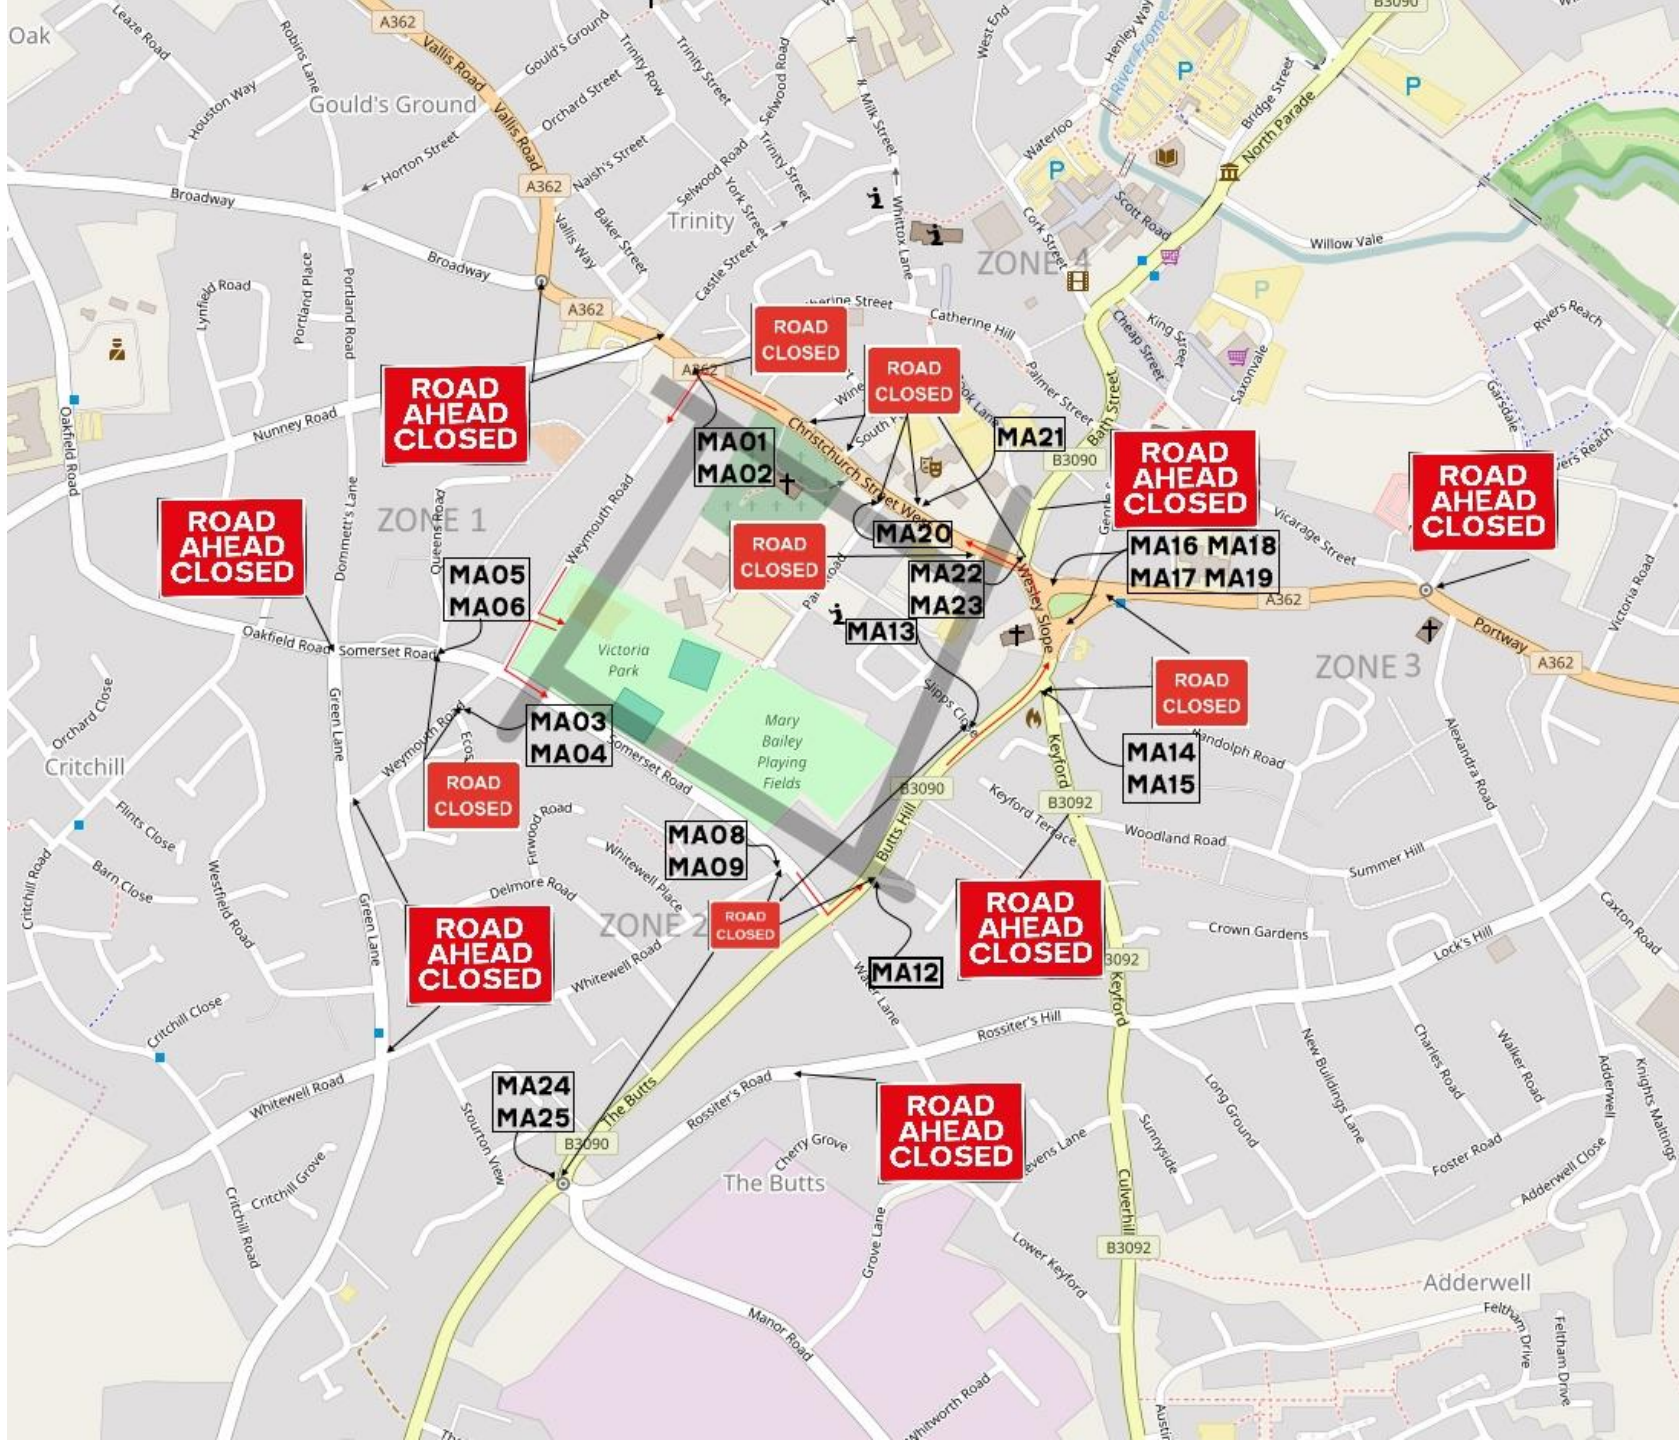 B3090
A362
Oak
Leaze Road
Robins Lane
Vallis Road
Gould's Ground
Trinity Row
Trinity Street
Selwood Road
Milk Street
West End
Henley Way
River Frome
P
P
Bridge Street
North Parade
Houston Way
Gould's Ground
Orchard Street
Vallis Road
Waterloo
P
Horton Street
Naish's Street
A362
Broadway
Selwood Road
Trinity Street
York Street
Trinity
Baker Street
Vallis Way
Whittox Lane
Cork Street
Scott Road
Willow Vale
ZONE 4
Broadway
Castle Street
Lynfield Road
Portland Place
Portland Road
A362
P
Catherine Hill
King Street
Cheap Street
Rivers Reach
ROAD
CLOSED
Palmer Street
Saxonvale
A362
ROAD
CLOSED
ROAD
AHEAD
CLOSED
Bath Street
Garsdale
Oakfield Road
Nunney Road
Christchurch Street West
MA01
MA02
MA21
B3090
ROAD
AHEAD
CLOSED
ROAD
AHEAD
CLOSED
Dommett's Lane
Queens Road
ZONE 1
Weymouth Road
ROAD
AHEAD
CLOSED
MA20
ROAD
CLOSED
Vicarage Street
MA16 MA18
MA17 MA19
MA05
MA06
MA22
MA23
Wesley Slope
A362
Victoria Road
MA13
Portway
A362
Oakfield Road
Somerset Road
Victoria
Park
ZONE 3
Slipps Close
ROAD
CLOSED
Orchard Close
Green Lane
Weymouth Road
MA03
MA04
Mary
Bailey
Playing
Fields
Keyford
MA14
MA15
Alexandra Road
Critchill
ROAD
CLOSED
Somerset Road
B3090
B3092
Keyford Terrace
Flints Close
Firwood Road
MA08
MA09
Butts Hill
Woodland Road
Summer Hill
Critchill Road
Barn Close
Westfield Road
Delmore Road
Whitewell Place
ROAD
AHEAD
CLOSED
ZONE 2
ROAD
CLOSED
Green Lane
ROAD
AHEAD
CLOSED
Crown Gardens
Lock's Hill
Caxton Road
Whitewell Road
MA12
Keyford
Critchill Close
Rossiter's Hill
Whitewell Road
MA24
MA25
The Butts
Rossiter's Road
ROAD
AHEAD
CLOSED
New Buildings Lane
Charles Road
Walker Road
Adderwell
Knights Maltings
Long Ground
Sunnyside
Stourton View
B3090
Cherry Grove
The Butts
Foster Road
Adderwell Close
Critchill Grove
Critchill Road
Culverhill
Grove Lane
Lower Keyford
B3092
Adderwell
Feltham Drive
Feltham Drive
Manor Road
Whitworth Road